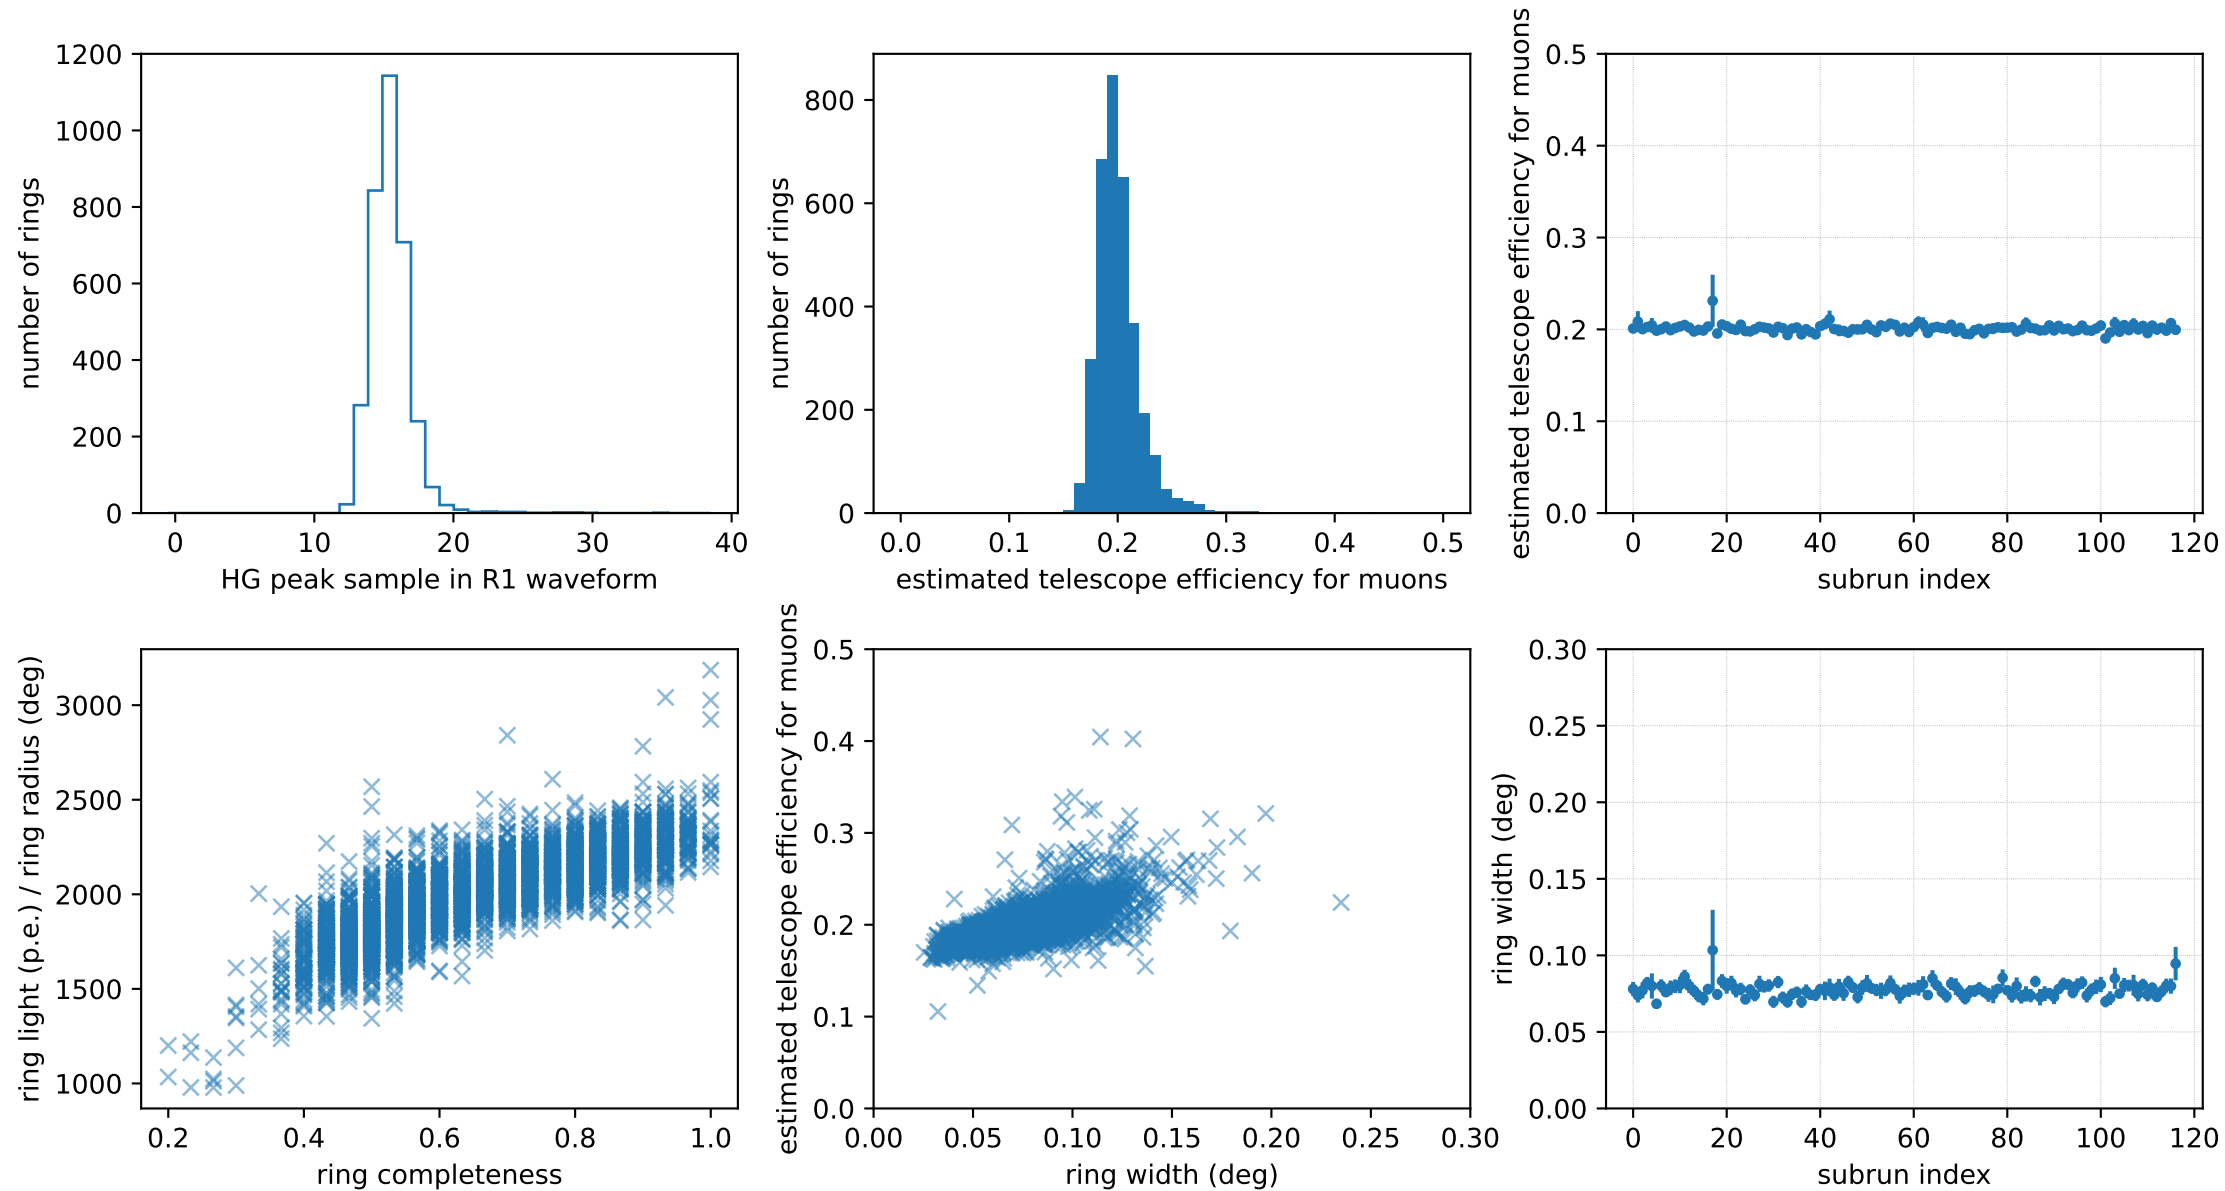 number of rings
1200
1000
800
600
400
200
0
0 10 20 30 40
HG peak sample in R1 waveform
number of rings
800
600
400
200
0
0.0 0.1 0.2 0.3 0.4 0.5
estimated telescope efficiency for muons
estimated telescope efficiency for muons
0.5
0.4
0.3
0.2
0.1
0.0
0 20 40 60 80 100 120
subrun index
ring light (p.e.) / ring radius (deg)
3000
2500
2000
1500
1000
0.2 0.4 0.6 0.8 1.0
ring completeness
estimated telescope efficiency for muons
0.5
0.4
0.3
0.2
0.1
0.0
0.00 0.05 0.10 0.15 0.20 0.25 0.30
ring width (deg)
ring width (deg)
0.30
0.25
0.20
0.15
0.10
0.05
0.00
0 20 40 60 80 100 120
subrun index